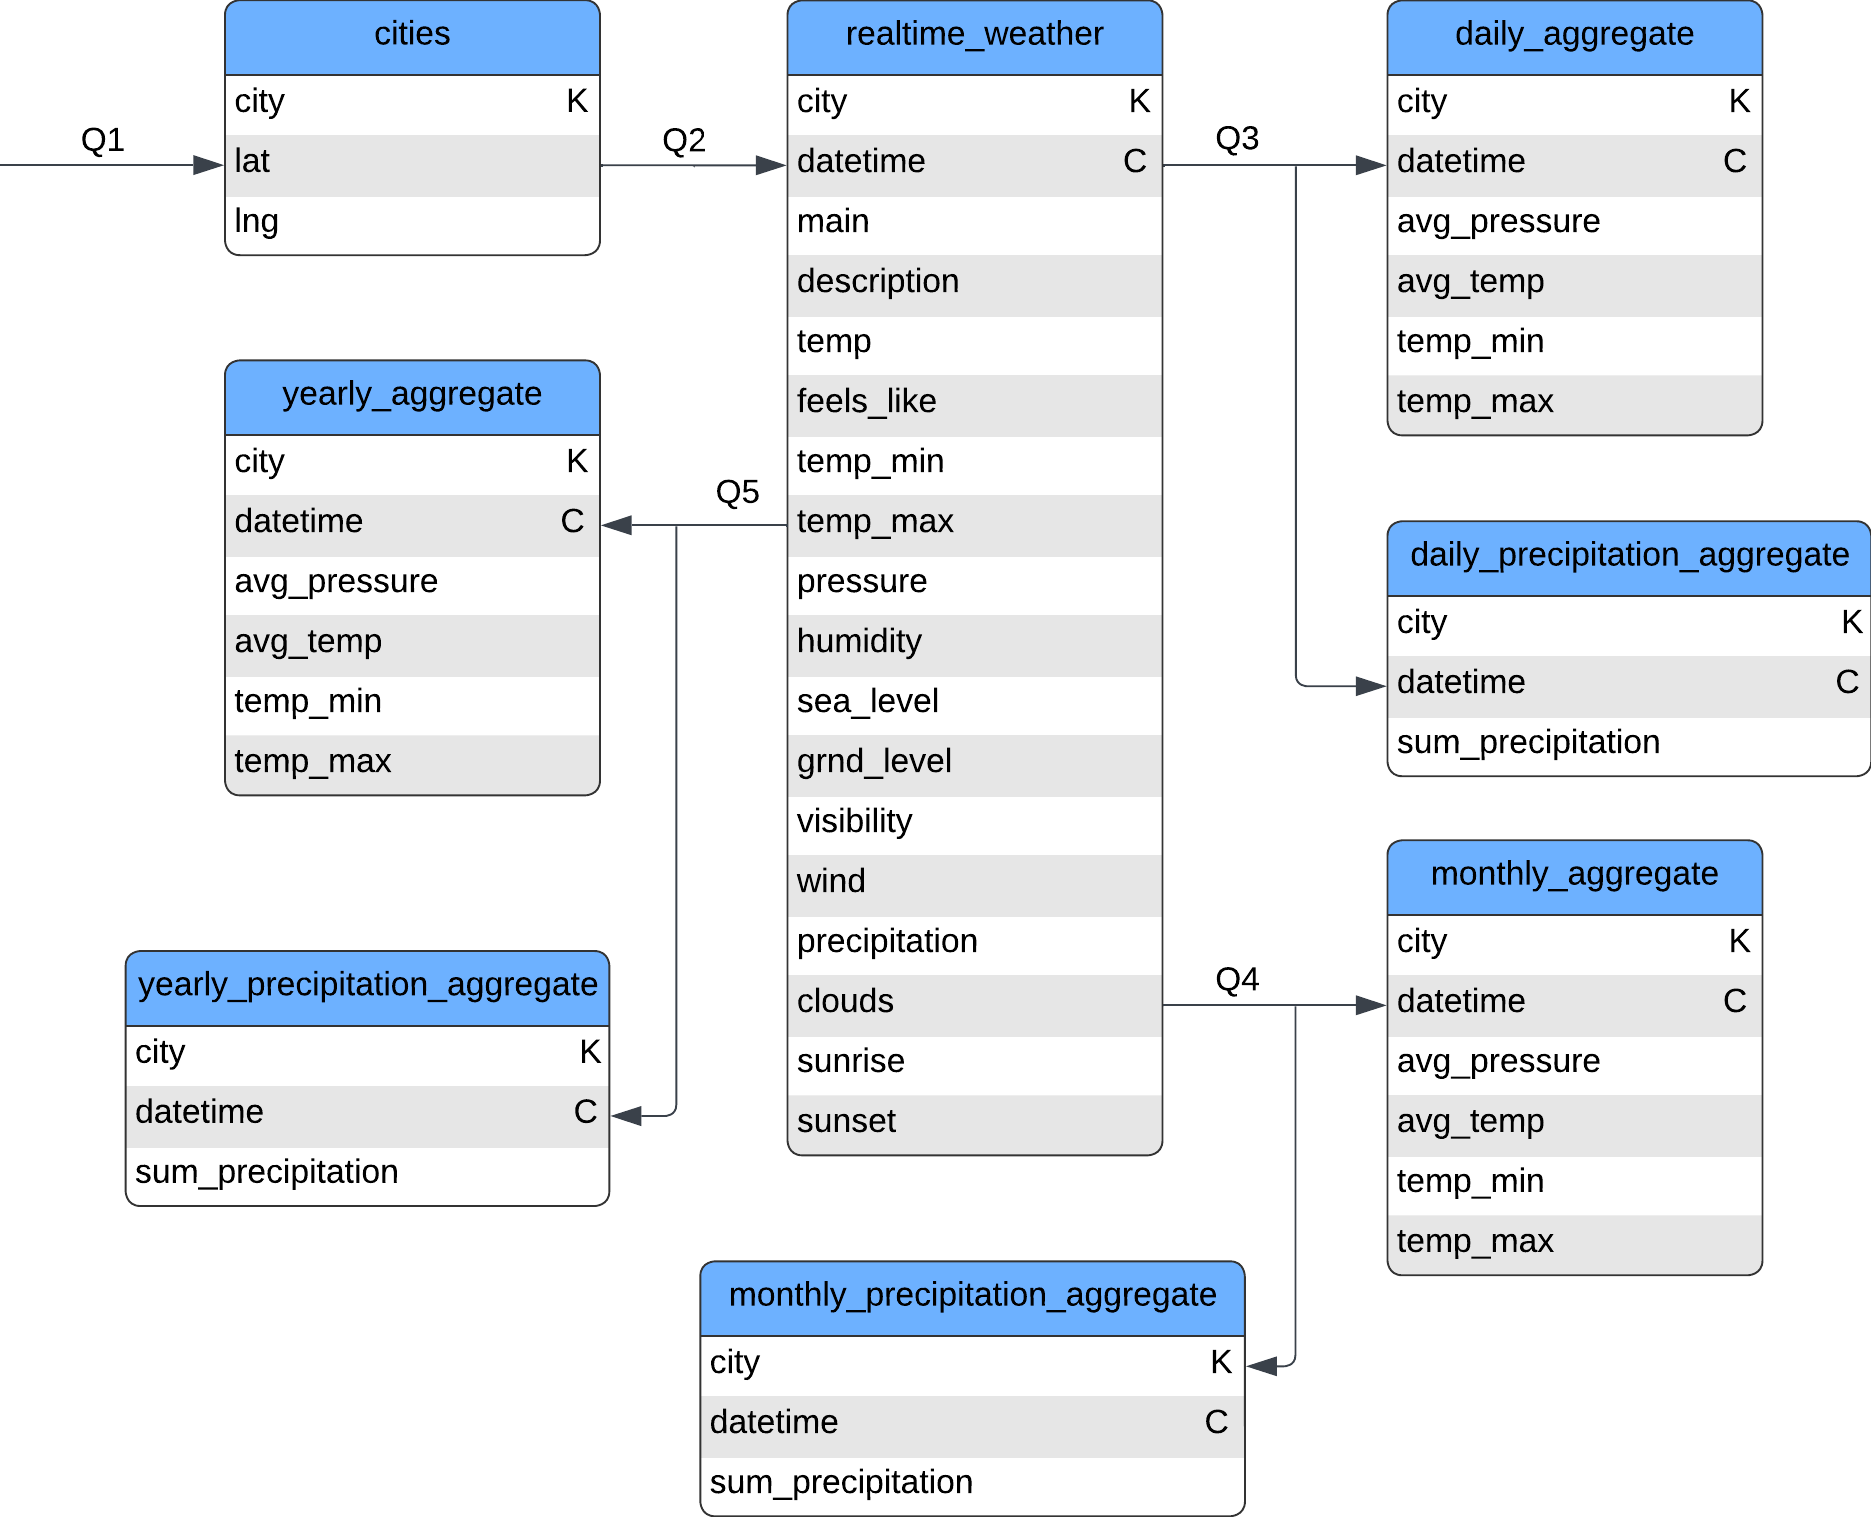 Q1
cities
city K
lat
lng
Q2
realtime_weather
city K
datetime C
main
description
temp
feels_like
temp_min
temp_max
pressure
humidity
sea_level
grnd_level
visibility
wind
precipitation
clouds
sunrise
sunset
Q3
daily_aggregate
city K
datetime C
avg_pressure
avg_temp
temp_min
temp_max
yearly_aggregate
city K
datetime C
avg_pressure
avg_temp
temp_min
temp_max
Q5
daily_precipitation_aggregate
city K
datetime C
sum_precipitation
yearly_precipitation_aggregate
city K
datetime C
sum_precipitation
Q4
monthly_aggregate
city K
datetime C
avg_pressure
avg_temp
temp_min
temp_max
monthly_precipitation_aggregate
city K
datetime C
sum_precipitation